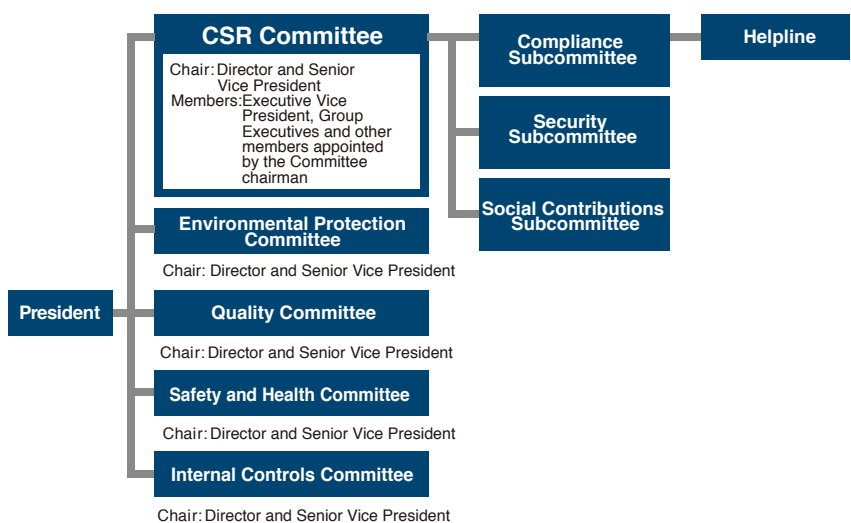 CSR Committee
Chair: Director and Senior
Vice President
Members:Executive Vice
President, Group
Executives and other
members appointed
by the Committee
chairman
Compliance
Subcommittee
Helpline
Security
Subcommittee
Social Contributions
Subcommittee
Environmental Protection
Committee
Chair: Director and Senior Vice President
President
Quality Committee
Chair: Director and Senior Vice President
Safety and Health Committee
Chair: Director and Senior Vice President
Internal Controls Committee
Chair: Director and Senior Vice President